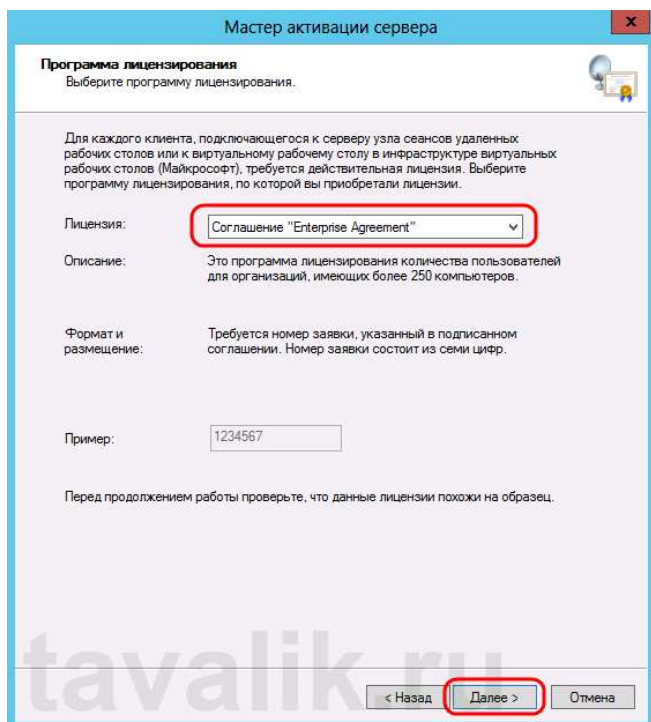 Мастер активации сервера
x
Программа лицензирования
Выберите программу лицензирования.
Для каждого клиента, подключающегося к серверу узла сеансов удаленных
рабочих столов или к виртуальному рабочему столу в инфраструктуре виртуальных
рабочих столов (Майкрософт), требуется действительная лицензия. Выберите
программу лицензирования, по которой вы приобретали лицензии.
Лицензия:
Соглашение "Enterprise Agreement"
Описание:
Это программа лицензирования количества пользователей
для организаций, имеющих более 250 компьютеров.
Формат и
размещение:
Требуется номер заявки, указанный в подписанном
соглашении. Номер заявки состоит из семи цифр.
Пример:
1234567
Перед продолжением работы проверьте, что данные лицензии похожи на образец.
tavalik.ru
< Назад
Далее >
Отмена